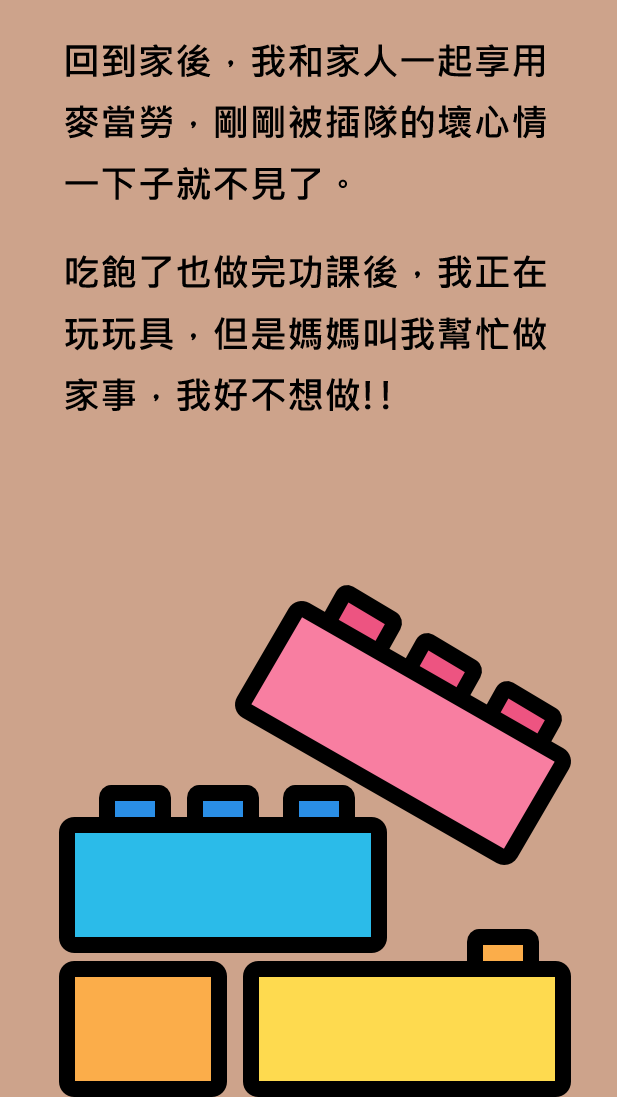 回到家後，我和家人一起享用
麥當勞，剛剛被插隊的壞心情
一下子就不見了。
吃飽了也做完功課後，我正在
玩玩具，但是媽媽叫我幫忙做
家事，我好不想做!!